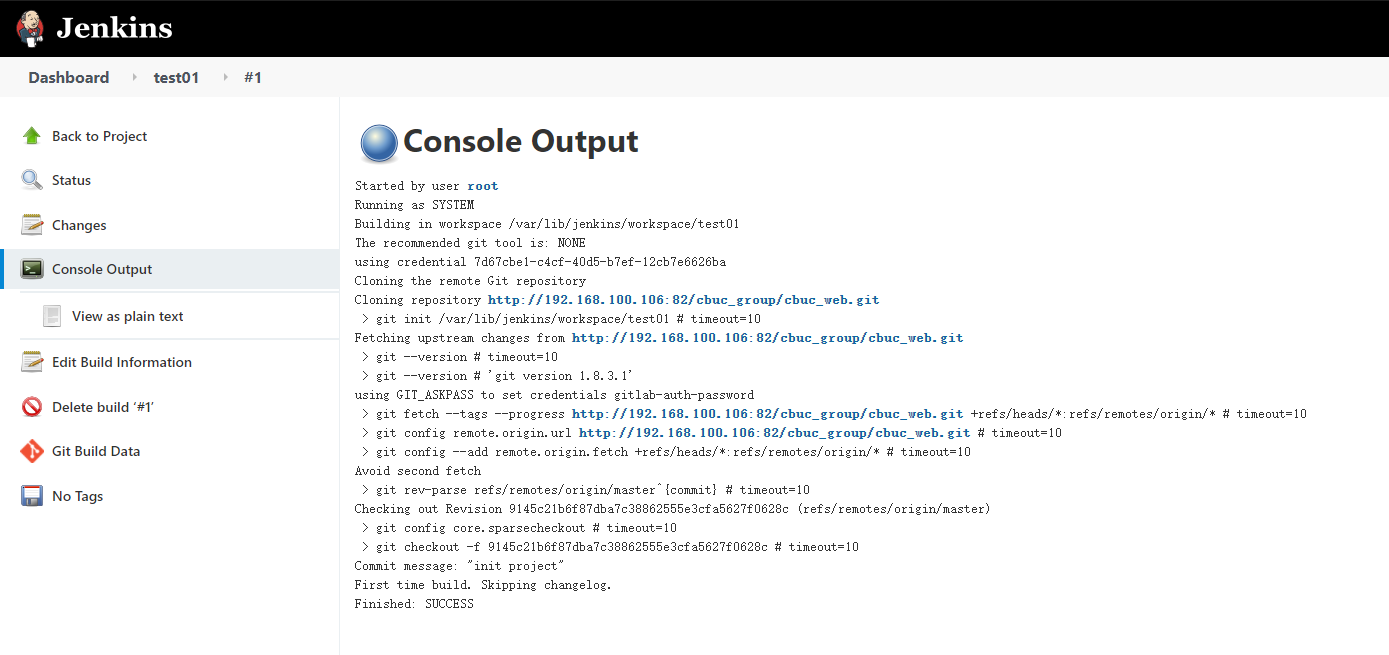 Jenkins
Dashboard test01 #1
Back to Project
Status
Changes
Console Output
View as plain text
Edit Build Information
Delete build ‘#1’
Git Build Data
No Tags
Console Output
Started by user root
Running as SYSTEM
Building in workspace /var/lib/jenkins/workspace/test01
The recommended git tool is: NONE
using credential 7d67cbe1-c4cf-40d5-b7ef-12cb7e6626ba
Cloning the remote Git repository
Cloning repository http://192.168.100.106:82/cbuc_group/cbuc_web.git
> git init /var/lib/jenkins/workspace/test01 # timeout=10
Fetching upstream changes from http://192.168.100.106:82/cbuc_group/cbuc_web.git
> git --version # timeout=10
> git --version # 'git version 1.8.3.1'
using GIT_ASKPASS to set credentials gitlab-auth-password
> git fetch --tags --progress http://192.168.100.106:82/cbuc_group/cbuc_web.git +refs/heads/*:refs/remotes/origin/* # timeout=10
> git config remote.origin.url http://192.168.100.106:82/cbuc_group/cbuc_web.git # timeout=10
> git config --add remote.origin.fetch +refs/heads/*:refs/remotes/origin/* # timeout=10
Avoid second fetch
> git rev-parse refs/remotes/origin/master^{commit} # timeout=10
Checking out Revision 9145c21b6f87dba7c38862555e3cfa5627f0628c (refs/remotes/origin/master)
> git config core.sparsecheckout # timeout=10
> git checkout -f 9145c21b6f87dba7c38862555e3cfa5627f0628c # timeout=10
Commit message: "init project"
First time build. Skipping changelog.
Finished: SUCCESS